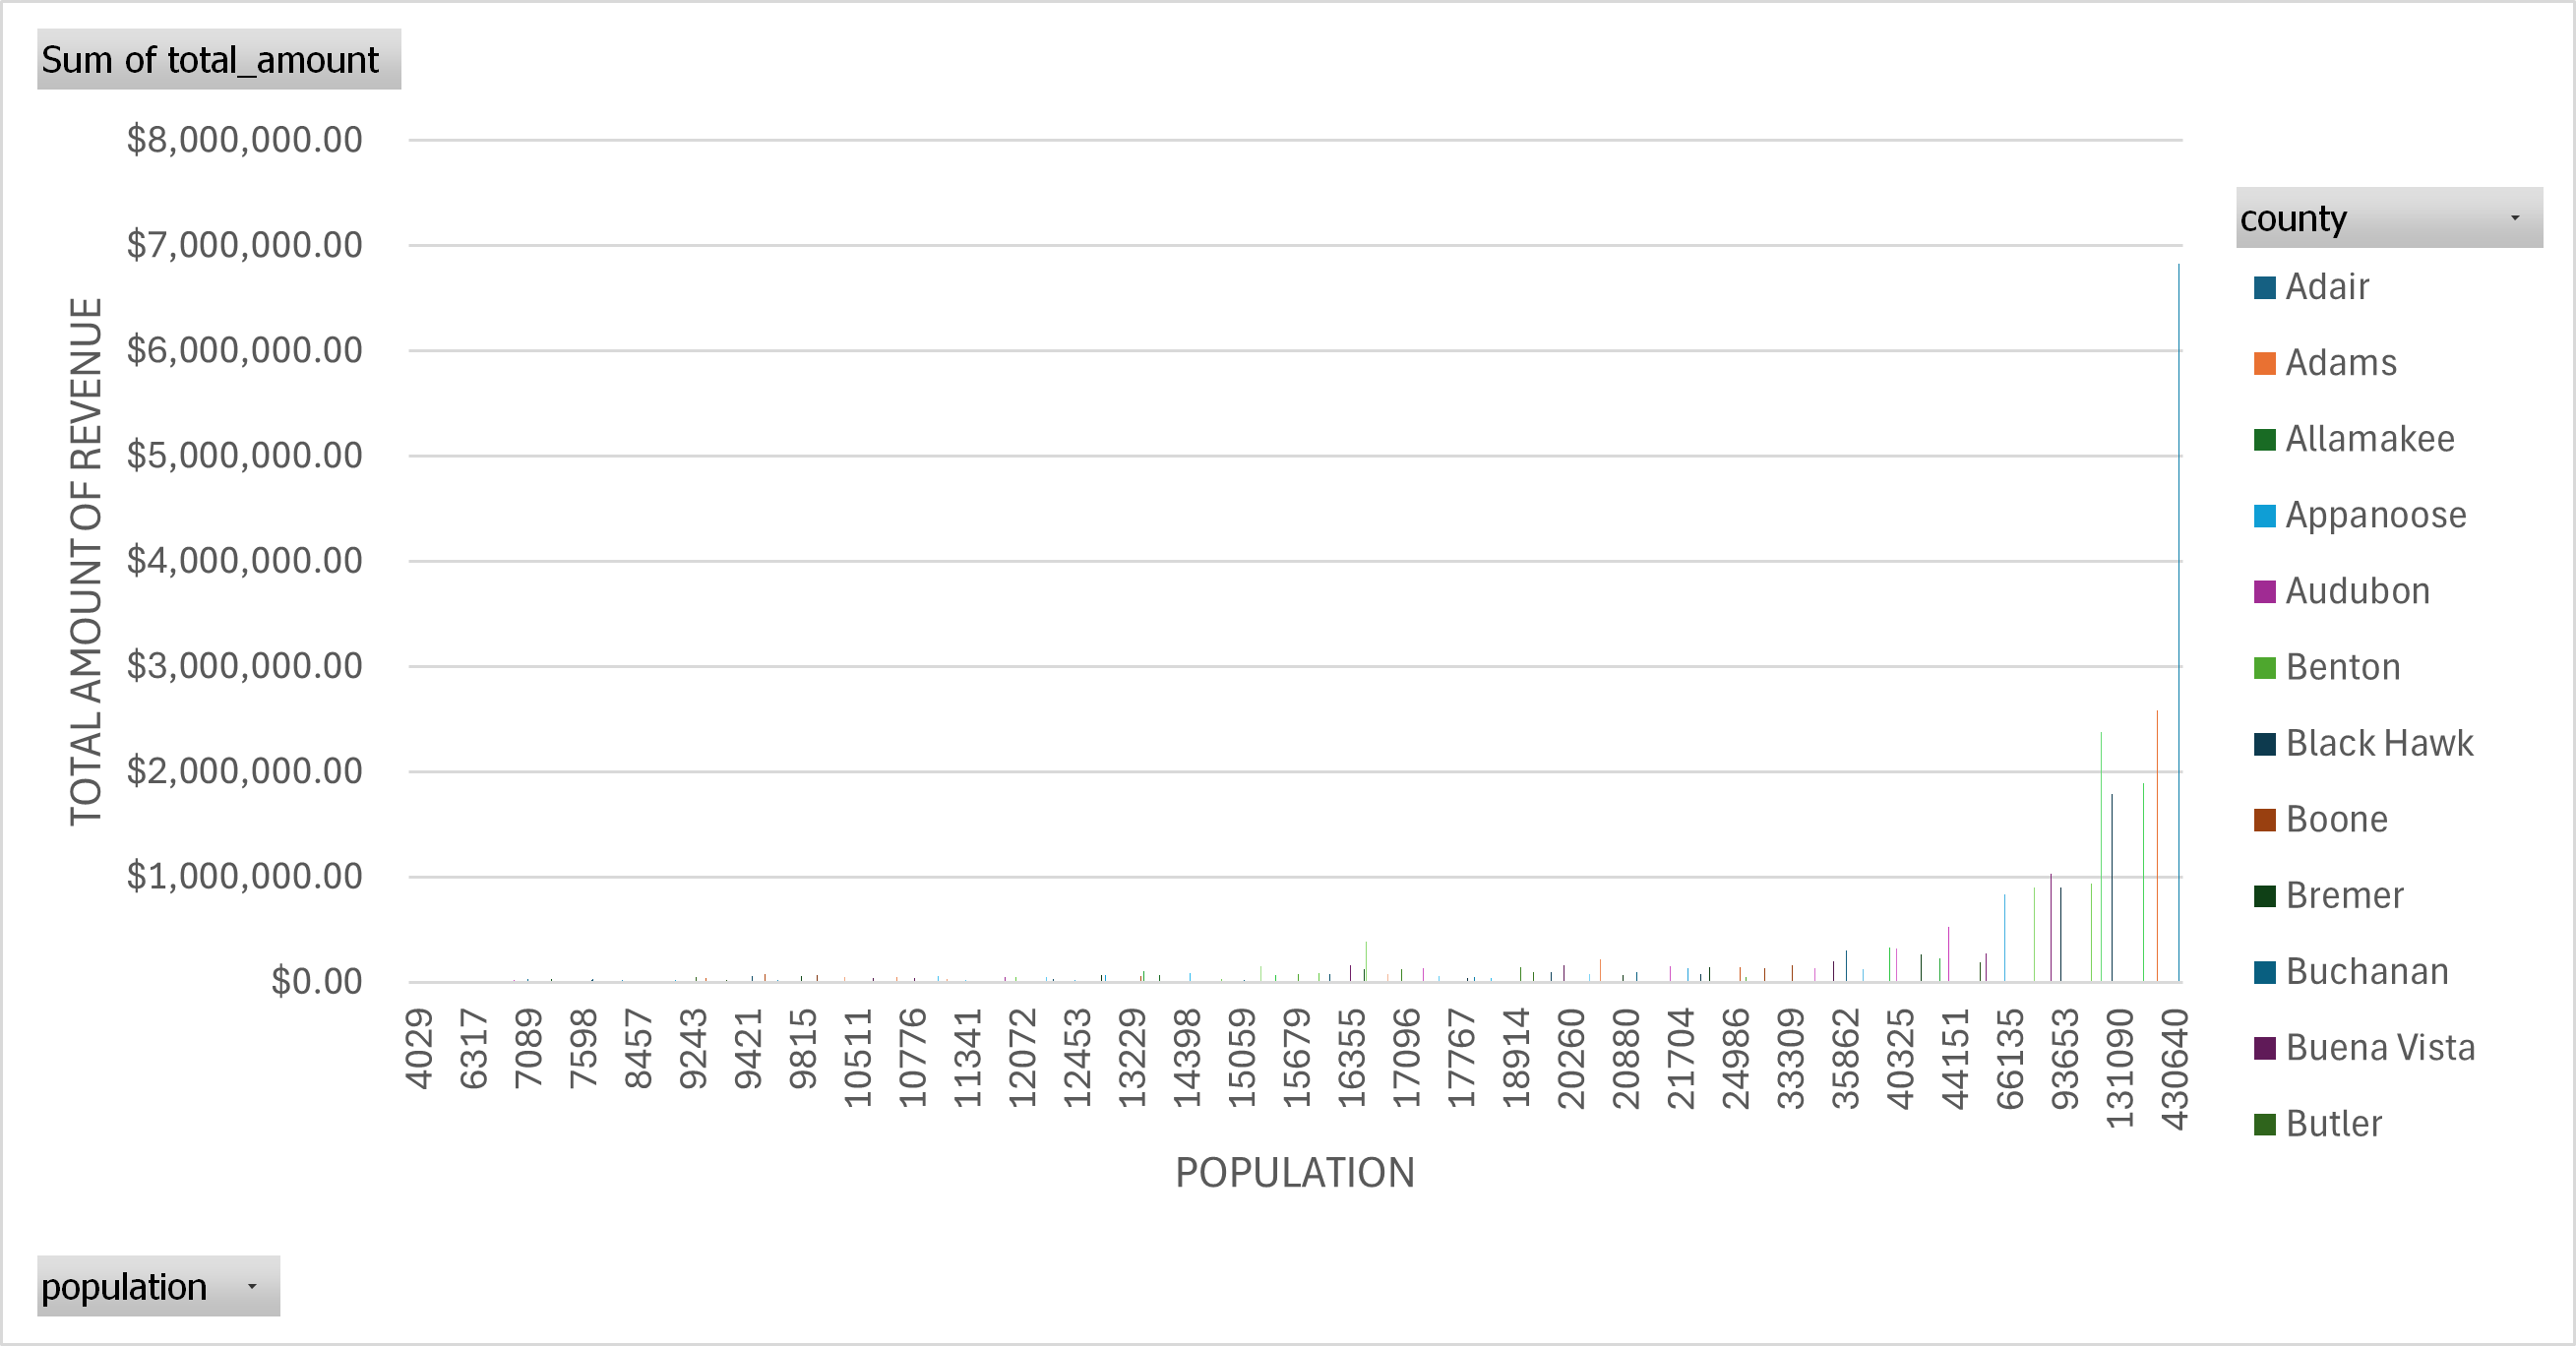 Sum of total_amount
$8,000,000.00
$7,000,000.00
$6,000,000.00
$5,000,000.00
$4,000,000.00
$3,000,000.00
$2,000,000.00
$1,000,000.00
$0.00
TOTAL AMOUNT OF REVENUE
4029
6317
7089
7598
8457
9243
9421
9815
10511
10776
11341
12072
12453
13229
14398
15059
15679
16355
17096
17767
18914
20260
20880
21704
24986
33309
35862
40325
44151
66135
93653
131090
430640
POPULATION
county
Adair
Adams
Allamakee
Appanoose
Audubon
Benton
Black Hawk
Boone
Bremer
Buchanan
Buena Vista
Butler
population